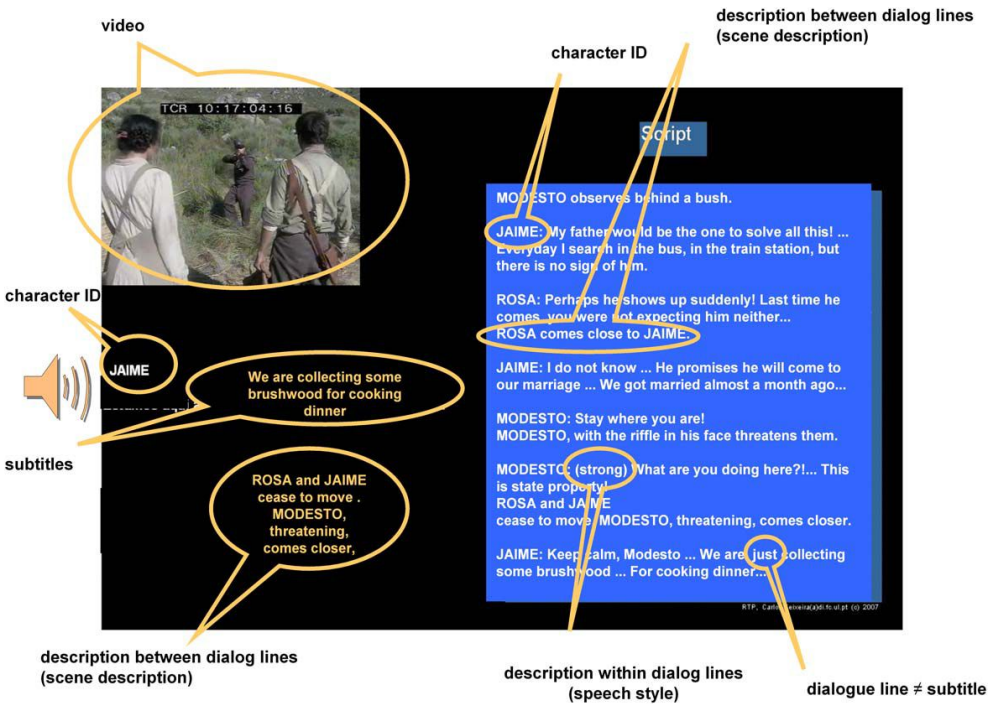 video
description between dialog lines
(scene description)
character ID
TCR 10:17:04:16
Script
MODESTO observes behind a bush.
JAIME: My father would be the one to solve all this! ...
Everyday I search in the bus, in the train station, but
there is no sign of him.
ROSA: Perhaps he shows up suddenly! Last time he
comes, you were not expecting him neither...
ROSA comes close to JAIME.
JAIME: I do not know ... He promises he will come to
our marriage ... We got married almost a month ago...
MODESTO: Stay where you are!
MODESTO, with the riffle in his face threatens them.
MODESTO: (strong) What are you doing here?!... This
is state property!
ROSA and JAIME
cease to move. MODESTO, threatening, comes closer.
JAIME: Keep calm, Modesto ... We are just collecting
some brushwood ... For cooking dinner...
RTP, Carlos Teixeira(a)di.fc.ul.pt (c) 2007
character ID
JAIME
We are collecting some
brushwood for cooking
dinner
subtitles
ROSA and JAIME
cease to move .
MODESTO,
threatening,
comes closer,
description between dialog lines
(scene description)
description within dialog lines
(speech style)
dialogue line ≠ subtitle